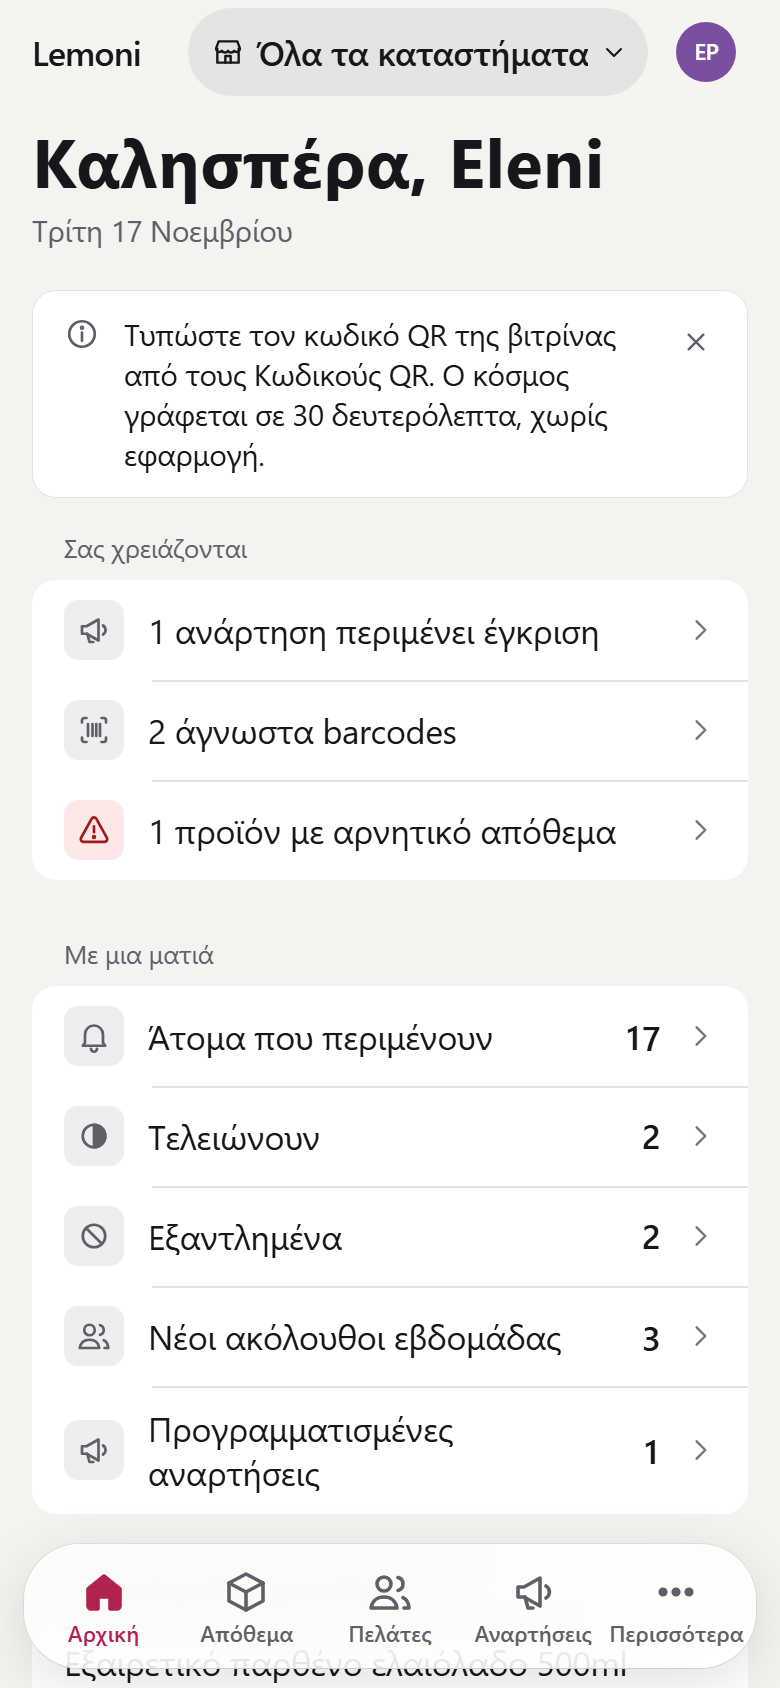 Lemoni
Όλα τα καταστήματα
EP
Καλησπέρα, Eleni
Τρίτη 17 Νοεμβρίου
Τυπώστε τον κωδικό QR της βιτρίνας
από τους Κωδικούς QR. Ο κόσμος
γράφεται σε 30 δευτερόλεπτα, χωρίς
εφαρμογή.
Σας χρειάζονται
1 ανάρτηση περιμένει έγκριση
2 άγνωστα barcodes
1 προϊόν με αρνητικό απόθεμα
Με μια ματιά
Άτομα που περιμένουν 17
Τελειώνουν 2
Εξαντλημένα 2
Νέοι ακόλουθοι εβδομάδας 3
Προγραμματισμένες
αναρτήσεις 1
Αρχική Απόθεμα Πελάτες Αναρτήσεις Περισσότερα
Εξαιρετικό παρθένο ελαιόλαδο 500ml